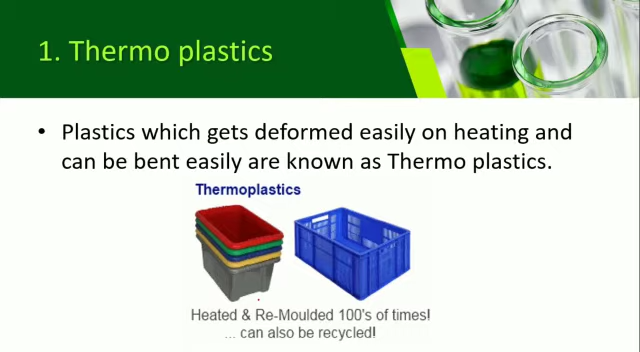 1. Thermo plastics
• Plastics which gets deformed easily on heating and
can be bent easily are known as Thermo plastics.
Thermoplastics
Heated & Re-Moulded 100's of times!
... can also be recycled!